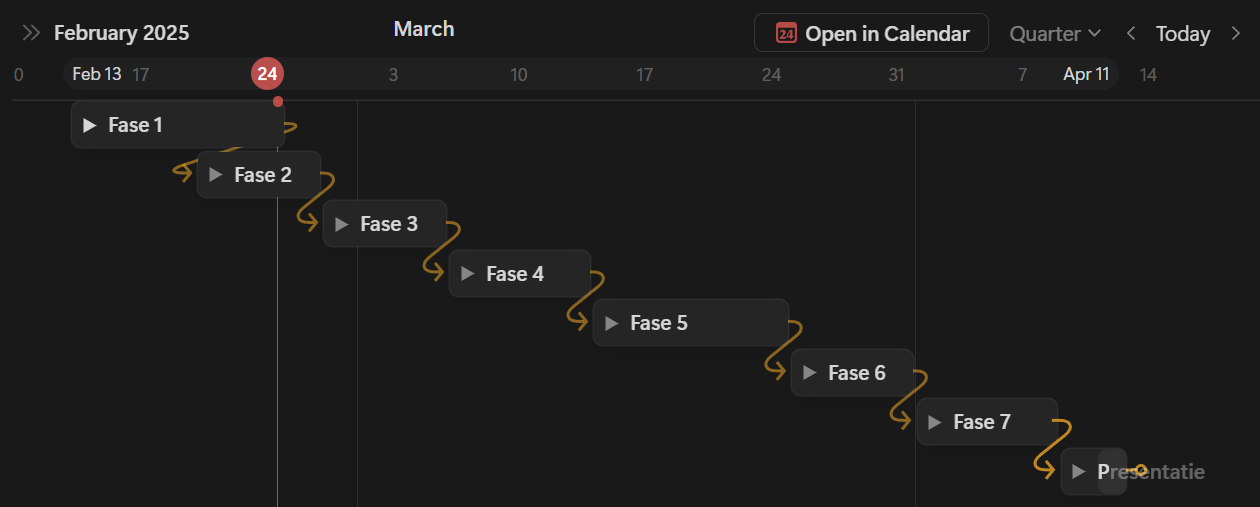 February 2025 March 24 Open in Calendar Quarter Today
0 Feb 13 17 24 3 10 17 24 31 7 Apr 11 14
Fase 1
Fase 2
Fase 3
Fase 4
Fase 5
Fase 6
Fase 7
Presentatie